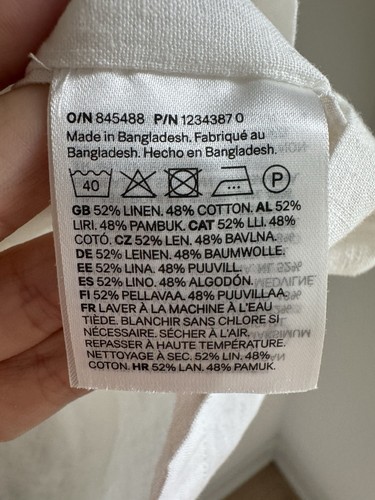 O/N 845488 P/N 1234387 0
Made in Bangladesh. Fabriqué au
Bangladesh. Hecho en Bangladesh.
40 P
GB 52% LINEN. 48% COTTON. AL 52%
LIRI. 48% PAMBUK. CAT 52% LLI. 48%
COTÓ. CZ 52% LEN. 48% BAVLNA.
DE 52% LEINEN. 48% BAUMWOLLE.
EE 52% LINA. 48% PUUVILL.
ES 52% LINO. 48% ALGODÓN.
FI 52% PELLAVAA. 48% PUUVILLAA.
FR LAVER À LA MACHINE À L'EAU
TIÈDE. BLANCHIR SANS CHLORE SI
NÉCESSAIRE. SÉCHER À L'AIR.
REPASSER À HAUTE TEMPÉRATURE.
NETTOYAGE À SEC. 52% LIN. 48%
COTON. HR 52% LAN. 48% PAMUK.